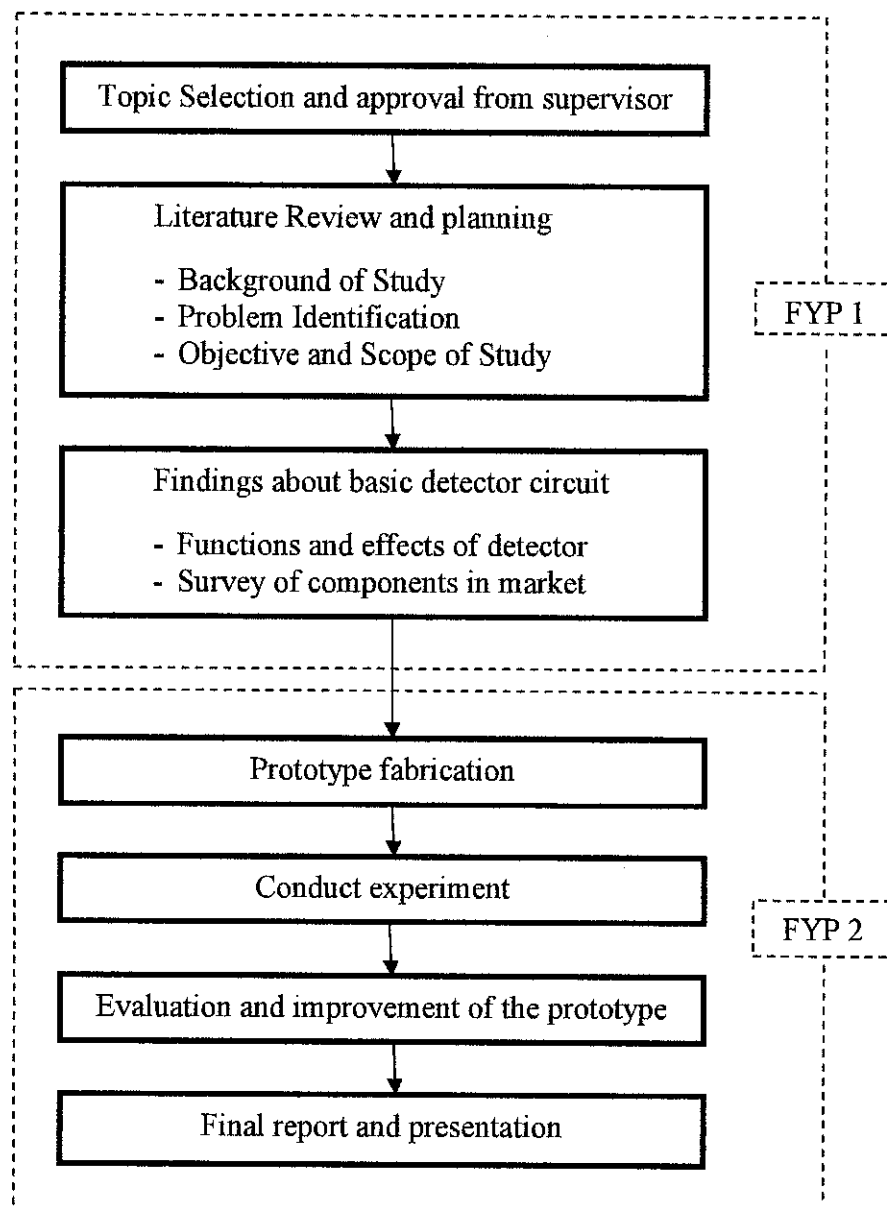 Topic Selection and approval from supervisor
Literature Review and planning
- Background of Study
- Problem Identification
- Objective and Scope of Study
FYP 1
Findings about basic detector circuit
- Functions and effects of detector
- Survey of components in market
Prototype fabrication
Conduct experiment
FYP 2
Evaluation and improvement of the prototype
Final report and presentation